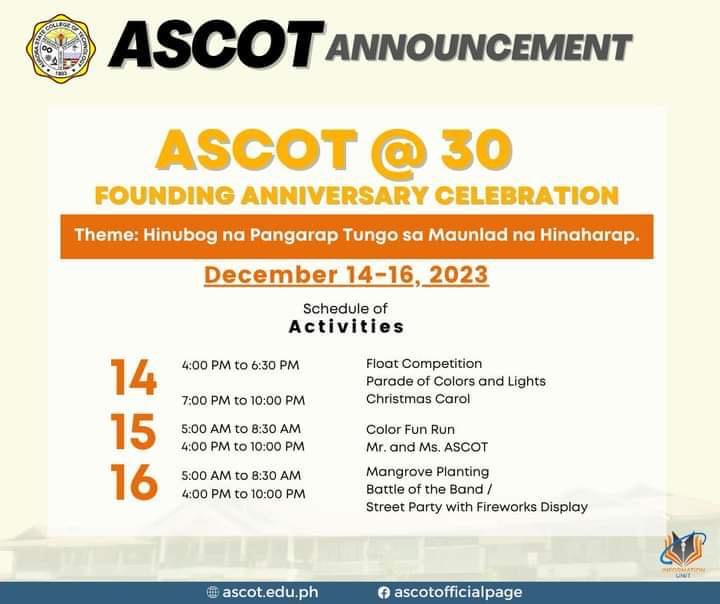 AURORA STATE COLLEGE OF TECHNOLOGY
1993
ASCOT ANNOUNCEMENT
ASCOT @ 30
FOUNDING ANNIVERSARY CELEBRATION
Theme: Hinubog na Pangarap Tungo sa Maunlad na Hinaharap.
December 14-16, 2023
Schedule of
Activities
14
4:00 PM to 6:30 PM Float Competition
Parade of Colors and Lights
7:00 PM to 10:00 PM Christmas Carol
15
5:00 AM to 8:30 AM Color Fun Run
4:00 PM to 10:00 PM Mr. and Ms. ASCOT
16
5:00 AM to 8:30 AM Mangrove Planting
4:00 PM to 10:00 PM Battle of the Band /
Street Party with Fireworks Display
INFORMATION
UNIT
ascot.edu.ph ascotofficialpage